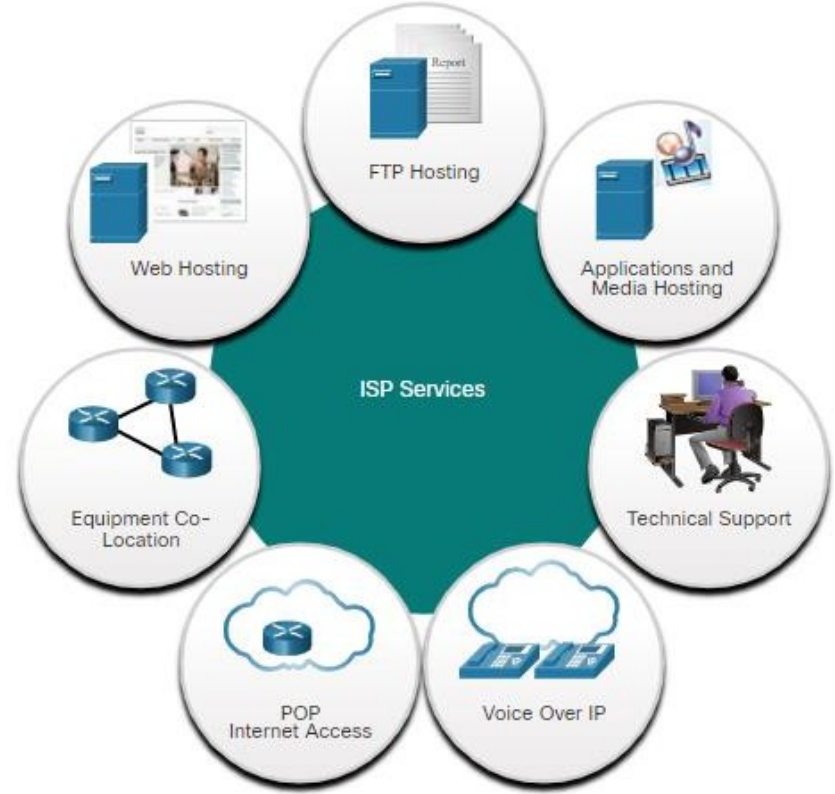 Report
FTP Hosting
Web Hosting
Applications and
Media Hosting
ISP Services
Equipment Co-
Location
Technical Support
POP
Internet Access
Voice Over IP